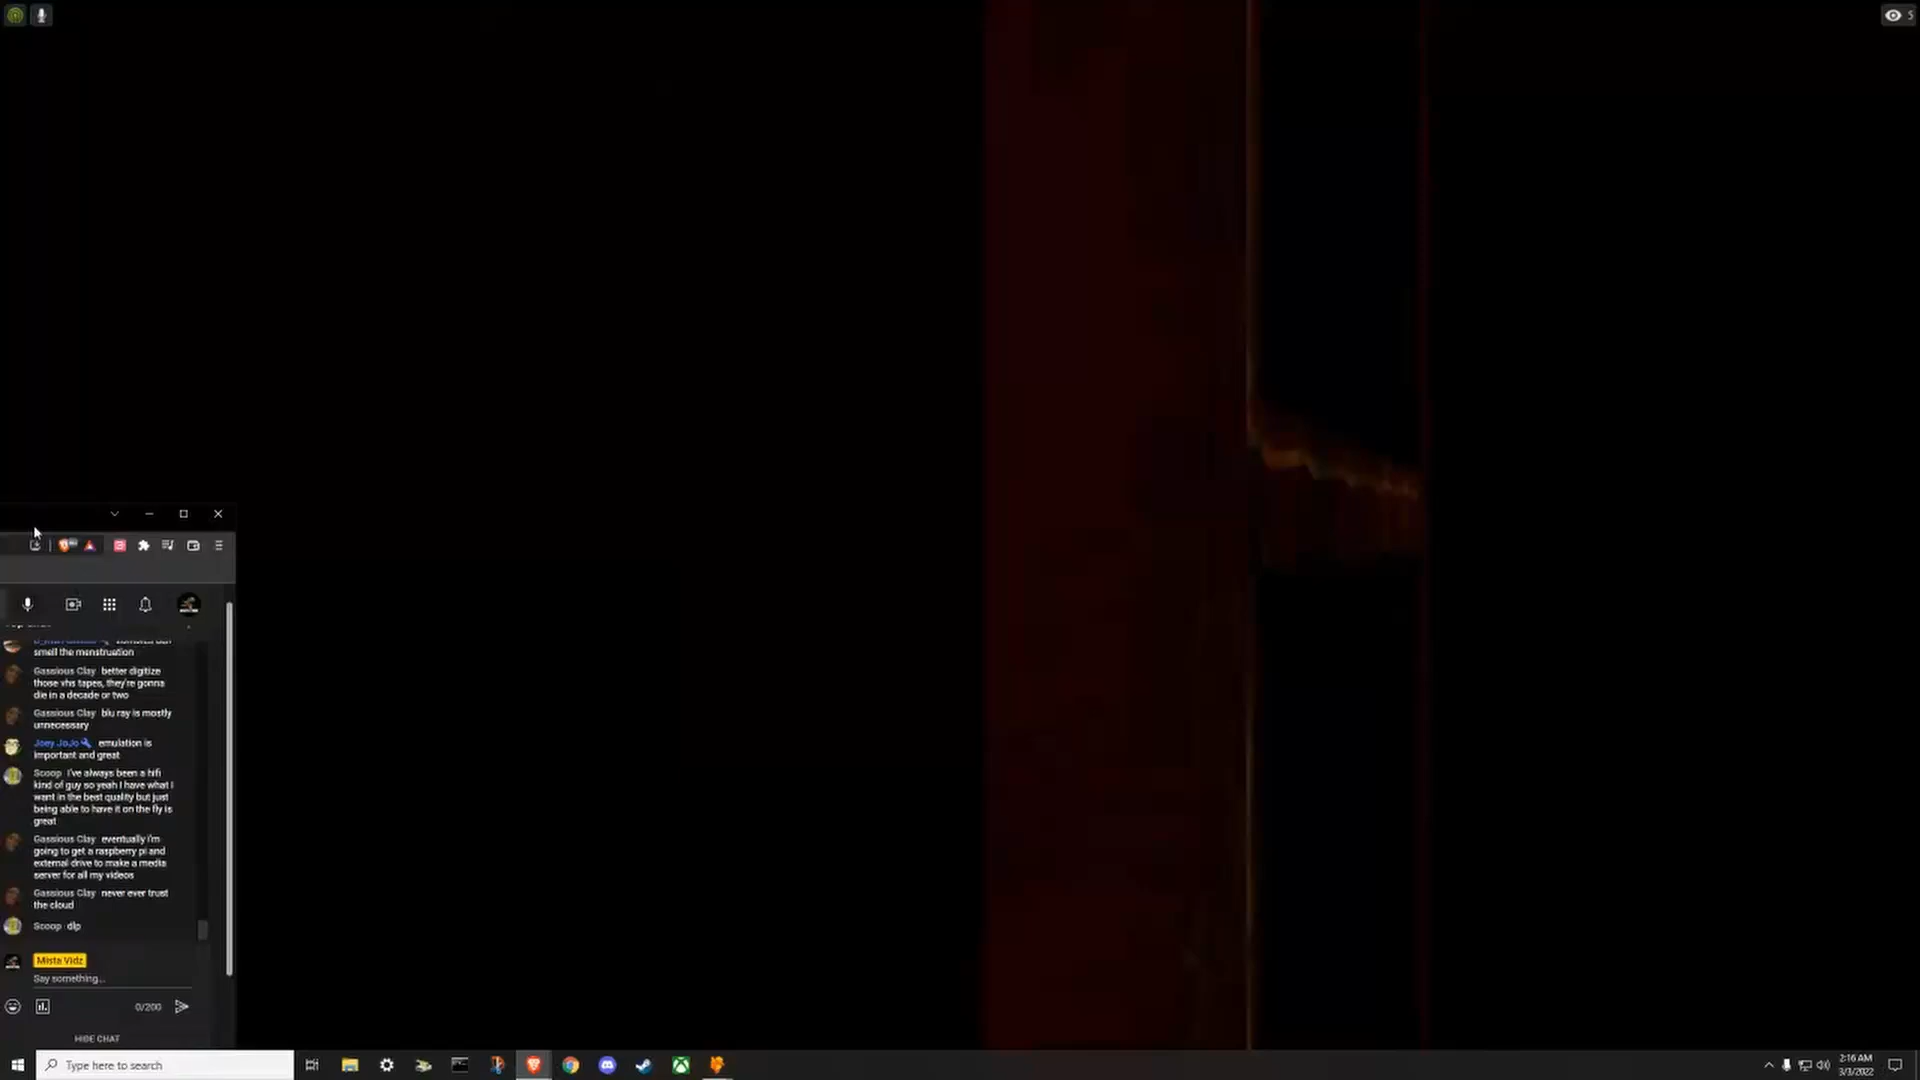 5
smell the menstruation
Gassious Clay better digitize
those vhs tapes, they're gonna
die in a decade or two
Gassious Clay blu ray is mostly
unnecessary
Joey JoJo emulation is
important and great
Scoop I've always been a hifi
kind of guy so yeah I have what I
want in the best quality but just
being able to have it on the fly is
great
Gassious Clay eventually i'm
going to get a raspberry pi and
external drive to make a media
server for all my videos
Gassious Clay never ever trust
the cloud
Scoop dlp
Mista Vidz
Say something...
0/200
HIDE CHAT
Type here to search
2:16 AM
3/3/2022